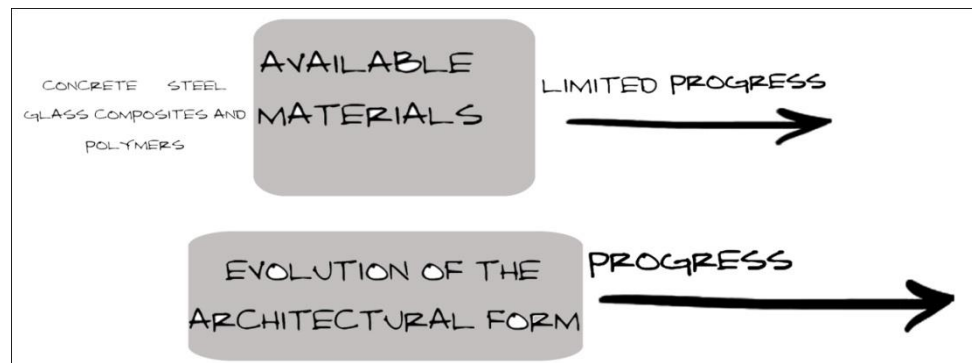 CONCRETE STEEL
GLASS COMPOSITES AND
POLYMERS
AVAILABLE
MATERIALS
LIMITED PROGRESS
EVOLUTION OF THE
ARCHITECTURAL FORM
PROGRESS